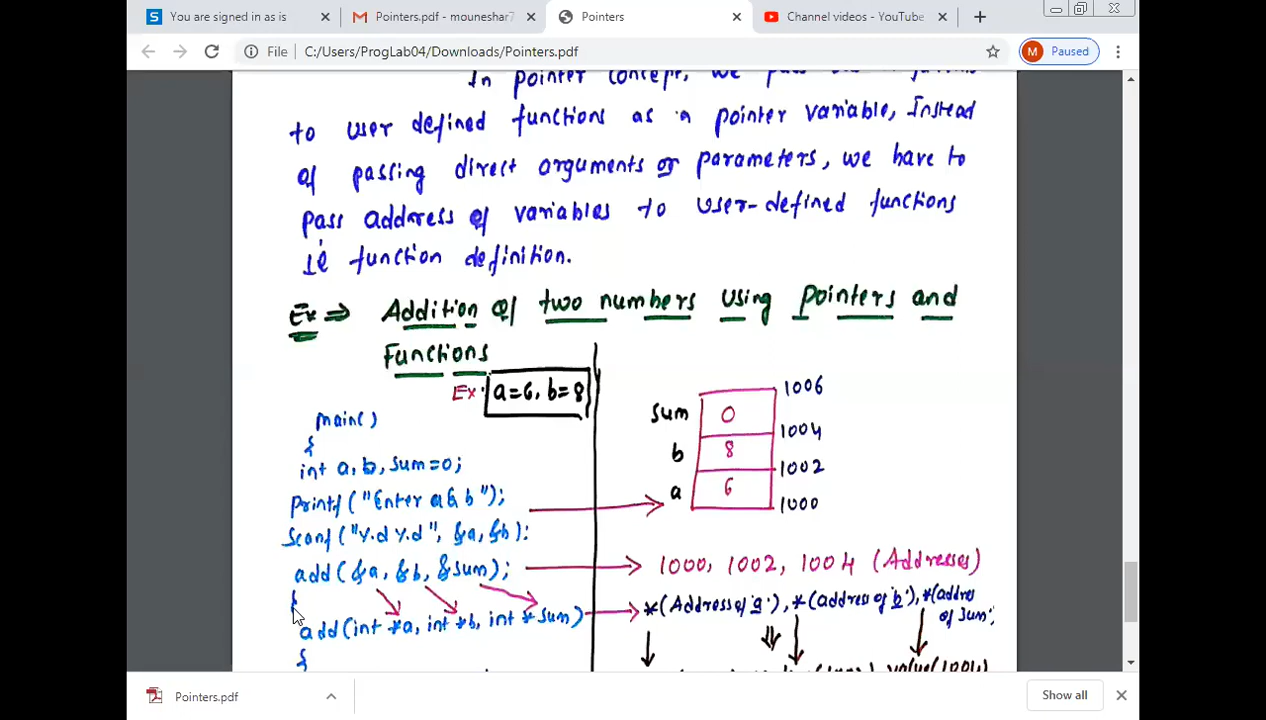 You are signed in as is
Pointers.pdf - mouneshar7
Pointers
Channel videos - YouTube
File C:/Users/ProgLab04/Downloads/Pointers.pdf
M Paused
In pointer concept, we pass
to user defined functions as a pointer variable, Instead
of passing direct arguments or parameters, we have to
pass address of variables to user-defined functions
ie function definition.
Ex ⇒ Addition of two numbers using pointers and
Functions
Ex: a=6, b=8
main()
{
int a, b, sum=0;
printf("Enter a & b");
Scanf("%d %d", &a, &b);
add(&a, &b, &sum);
{
add(int *a, int *b, int *sum)
{
1006
sum 0
1004
b 8
1002
a 6
1000
1000, 1002, 1004 (Addresses)
*(Address of a), *(address of b), *(addres
of sum;
value(1004)
Pointers.pdf
Show all